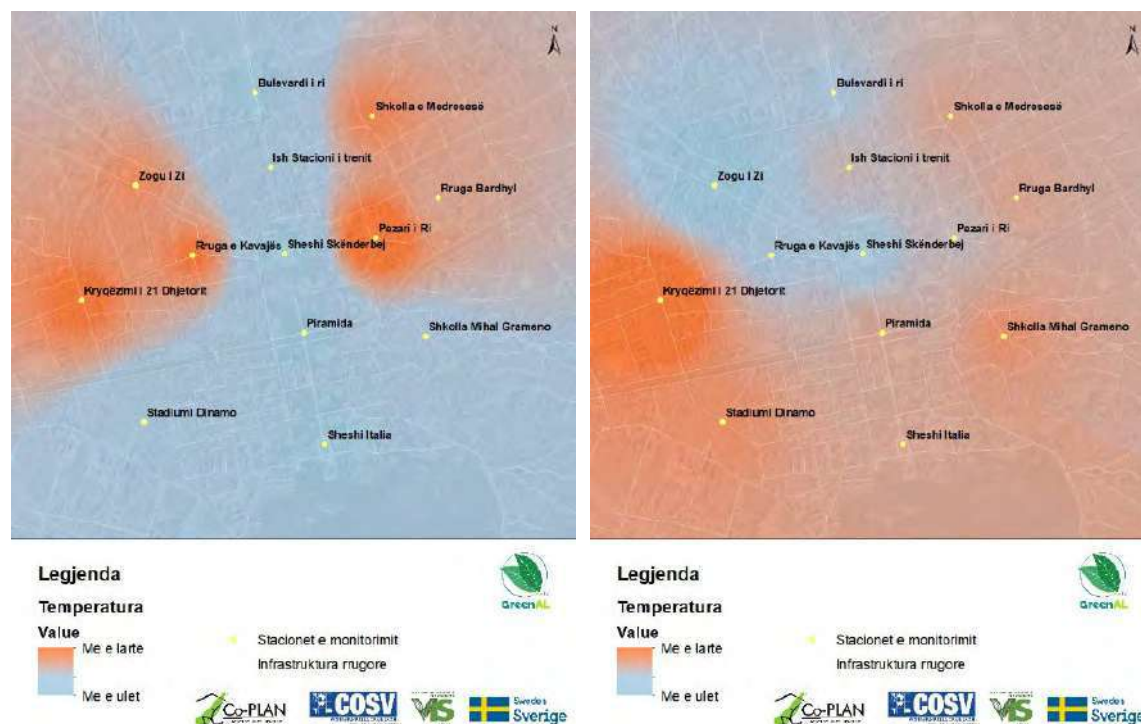 N
Bulevardi i ri
Shkolla e Medresesë
Ish Stacioni i trenit
Zogu i Zi
Rruga Bardhyl
Pazari i Ri
Rruga e Kavajës
Sheshi Skënderbej
Kryqëzimi i 21 Dhjetorit
Piramida
Shkolla Mihal Grameno
Stadiumi Dinamo
Sheshi Italia
Legjenda
Temperatura
Value
Me e larte
Me e ulet
Stacionet e monitorimit
Infrastruktura rrugore
GreenAL
Co-PLAN
COSV
VIS
Sweden
Sverige
N
Bulevardi i ri
Shkolla e Medresesë
Ish Stacioni i trenit
Zogu i Zi
Rruga Bardhyl
Pazari i Ri
Rruga e Kavajës
Sheshi Skënderbej
Kryqëzimi i 21 Dhjetorit
Piramida
Shkolla Mihal Grameno
Stadiumi Dinamo
Sheshi Italia
Legjenda
Temperatura
Value
Me e larte
Me e ulet
Stacionet e monitorimit
Infrastruktura rrugore
GreenAL
Co-PLAN
COSV
VIS
Sweden
Sverige